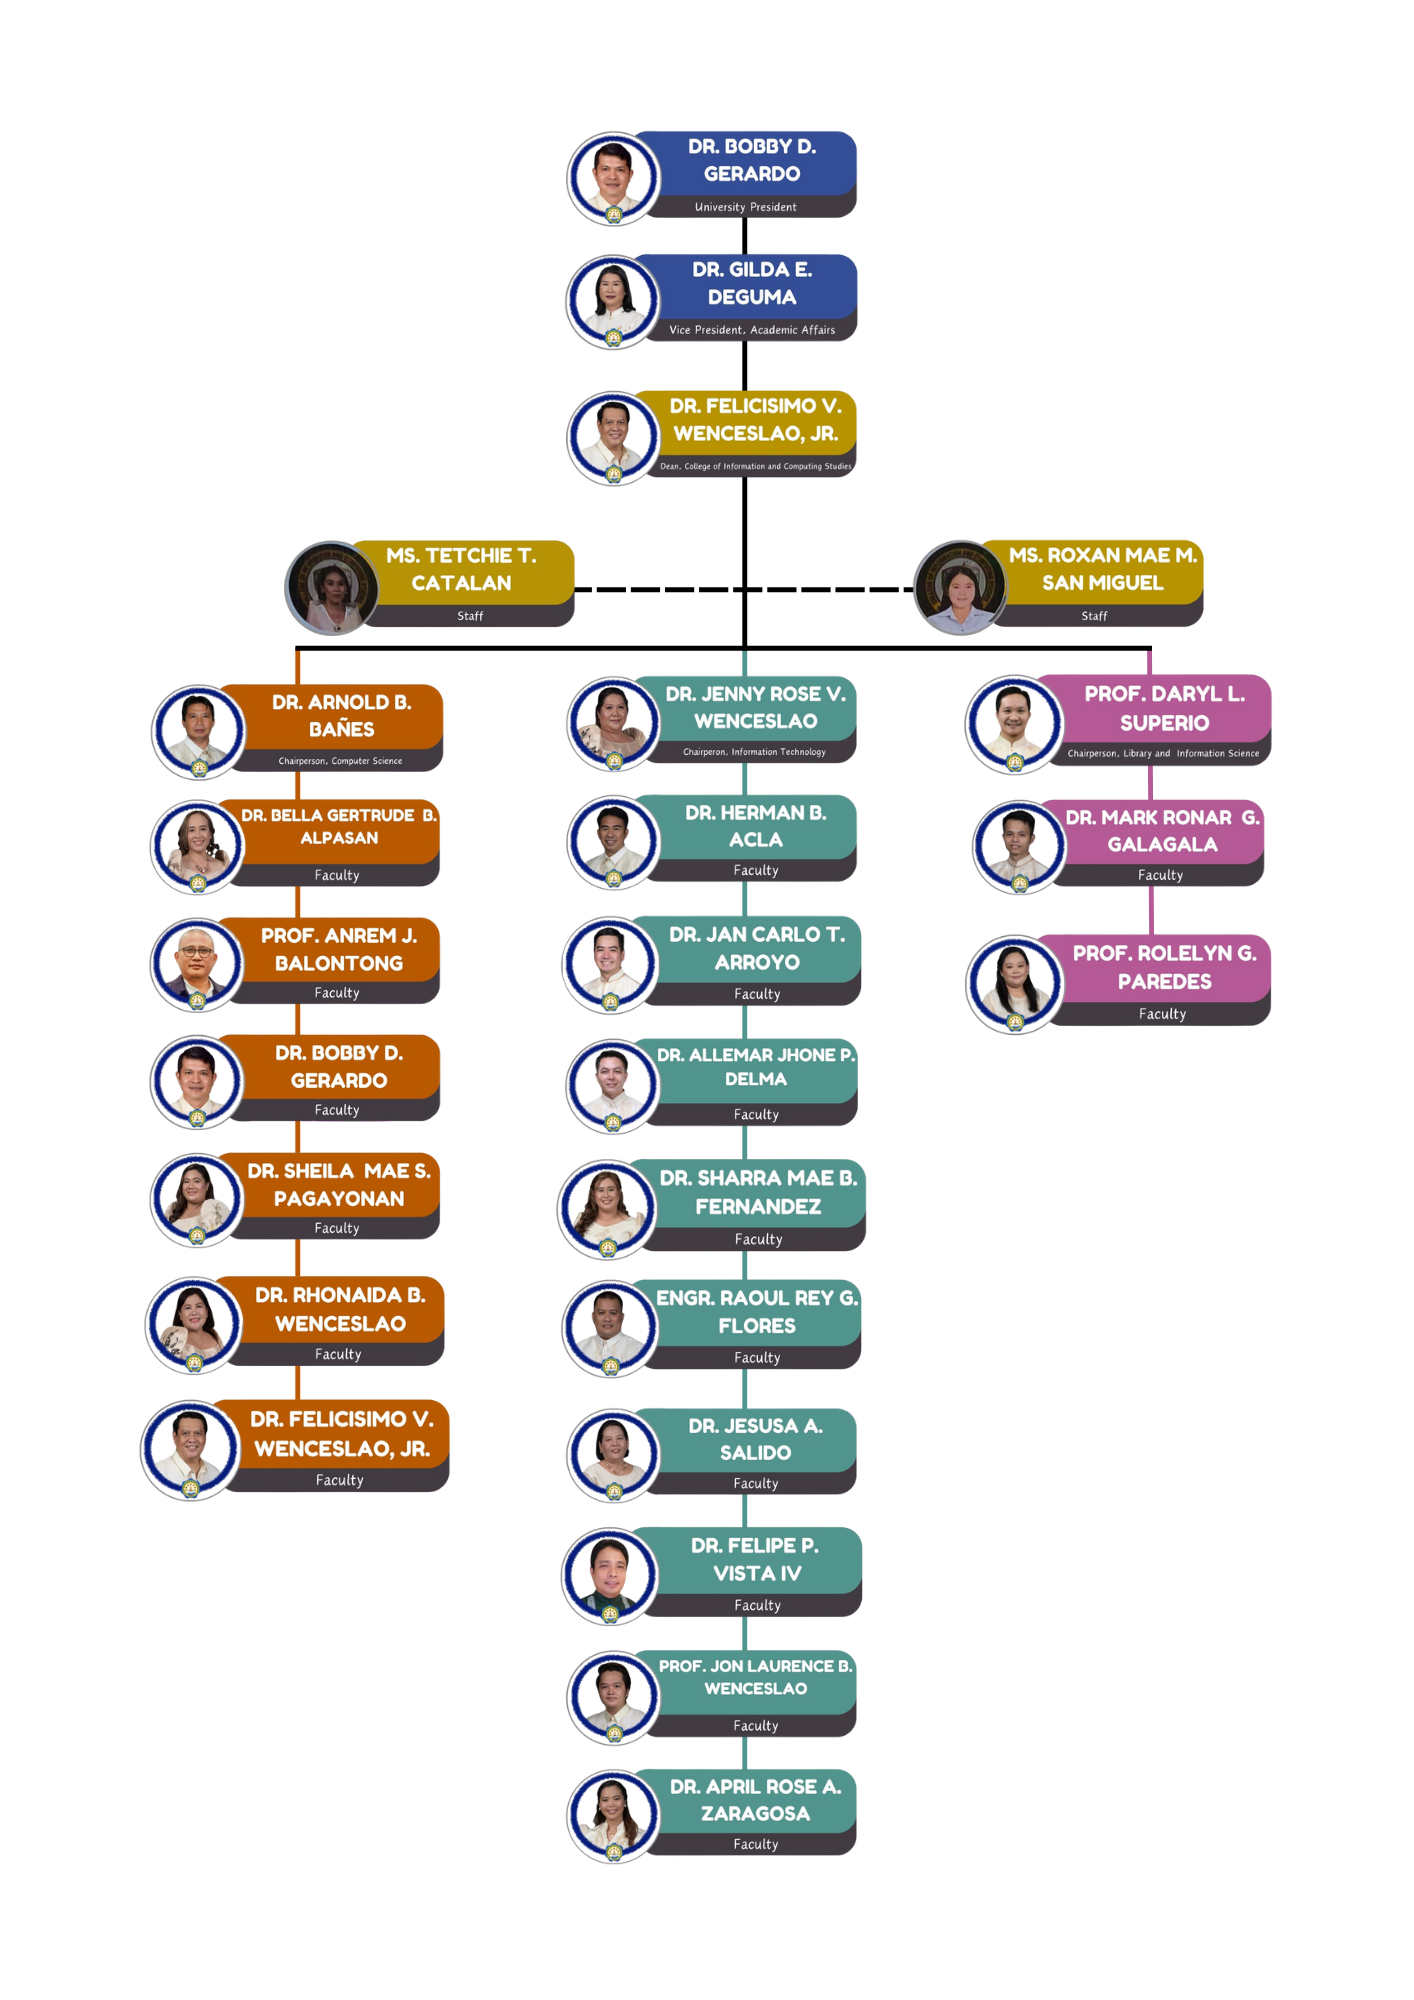 DR. BOBBY D.
GERARDO
University President
DR. GILDA E.
DEGUMA
Vice President, Academic Affairs
DR. FELICISIMO V.
WENCESLAO, JR.
Dean, College of Information and Computing Studies
MS. TETCHIE T.
CATALAN
Staff
MS. ROXAN MAE M.
SAN MIGUEL
Staff
DR. ARNOLD B.
BAÑES
Chairperson, Computer Science
DR. BELLA GERTRUDE B.
ALPASAN
Faculty
PROF. ANREM J.
BALONTONG
Faculty
DR. BOBBY D.
GERARDO
Faculty
DR. SHEILA MAE S.
PAGAYONAN
Faculty
DR. RHONAIDA B.
WENCESLAO
Faculty
DR. FELICISIMO V.
WENCESLAO, JR.
Faculty
DR. JENNY ROSE V.
WENCESLAO
Chairperon, Information Technology
DR. HERMAN B.
ACLA
Faculty
DR. JAN CARLO T.
ARROYO
Faculty
DR. ALLEMAR JHONE P.
DELMA
Faculty
DR. SHARRA MAE B.
FERNANDEZ
Faculty
ENGR. RAOUL REY G.
FLORES
Faculty
DR. JESUSA A.
SALIDO
Faculty
DR. FELIPE P.
VISTA IV
Faculty
PROF. JON LAURENCE B.
WENCESLAO
Faculty
DR. APRIL ROSE A.
ZARAGOSA
Faculty
PROF. DARYL L.
SUPERIO
Chairperson, Library and Information Science
DR. MARK RONAR G.
GALAGALA
Faculty
PROF. ROLELYN G.
PAREDES
Faculty